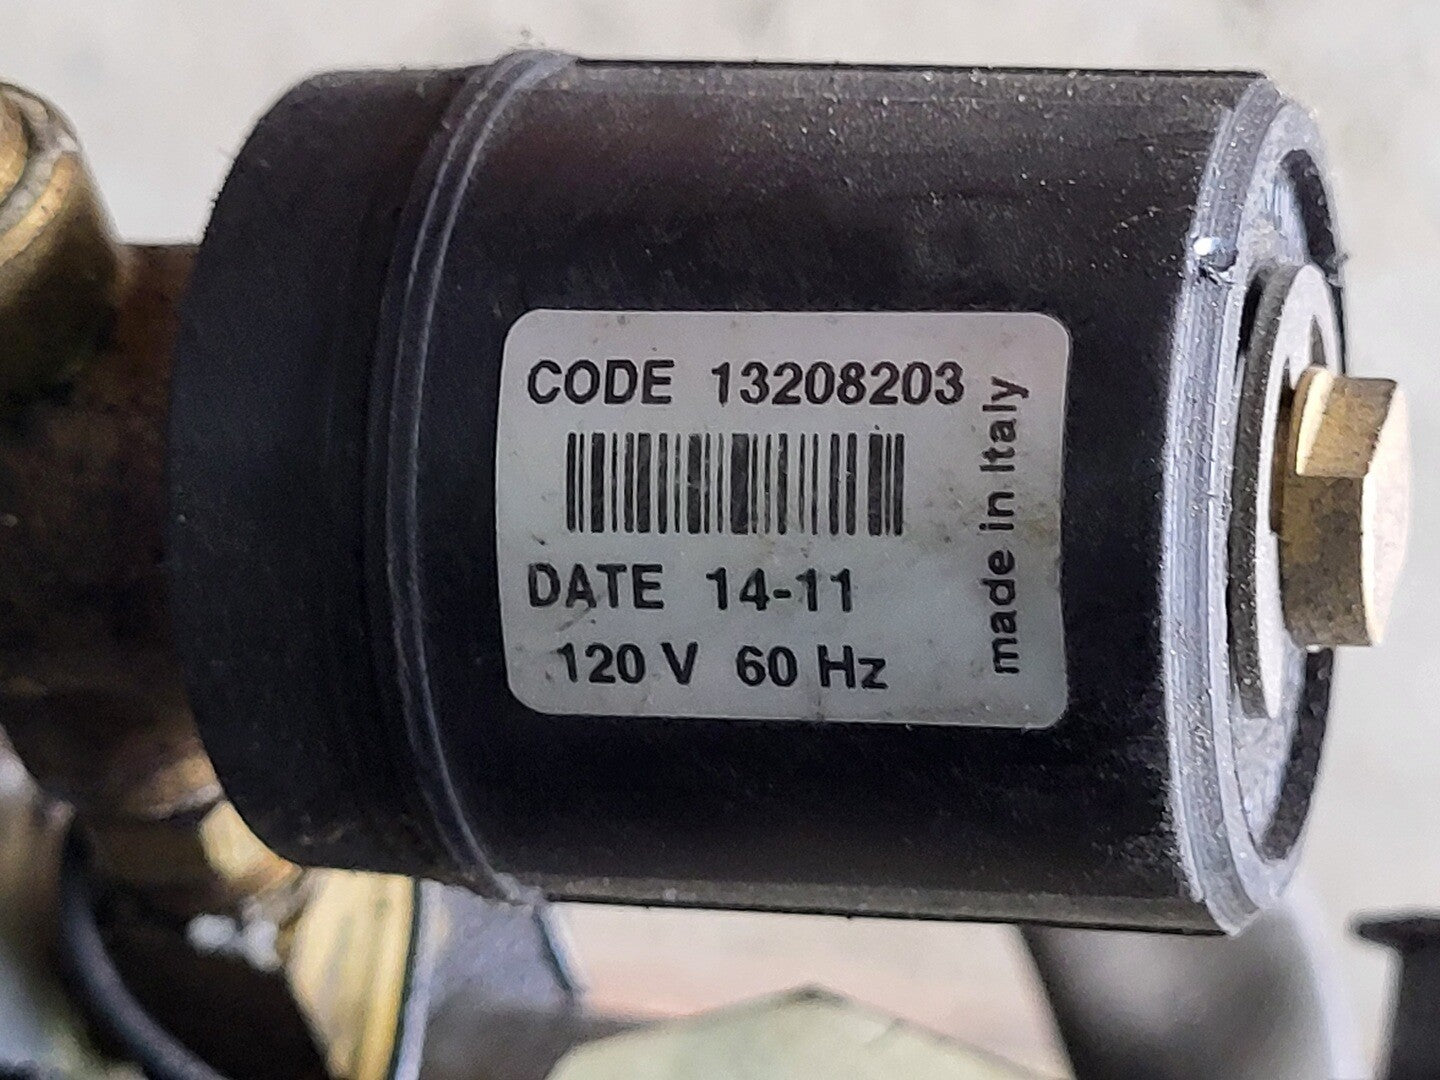 CODE 13208203
DATE 14-11
120 V 60 Hz
made in Italy